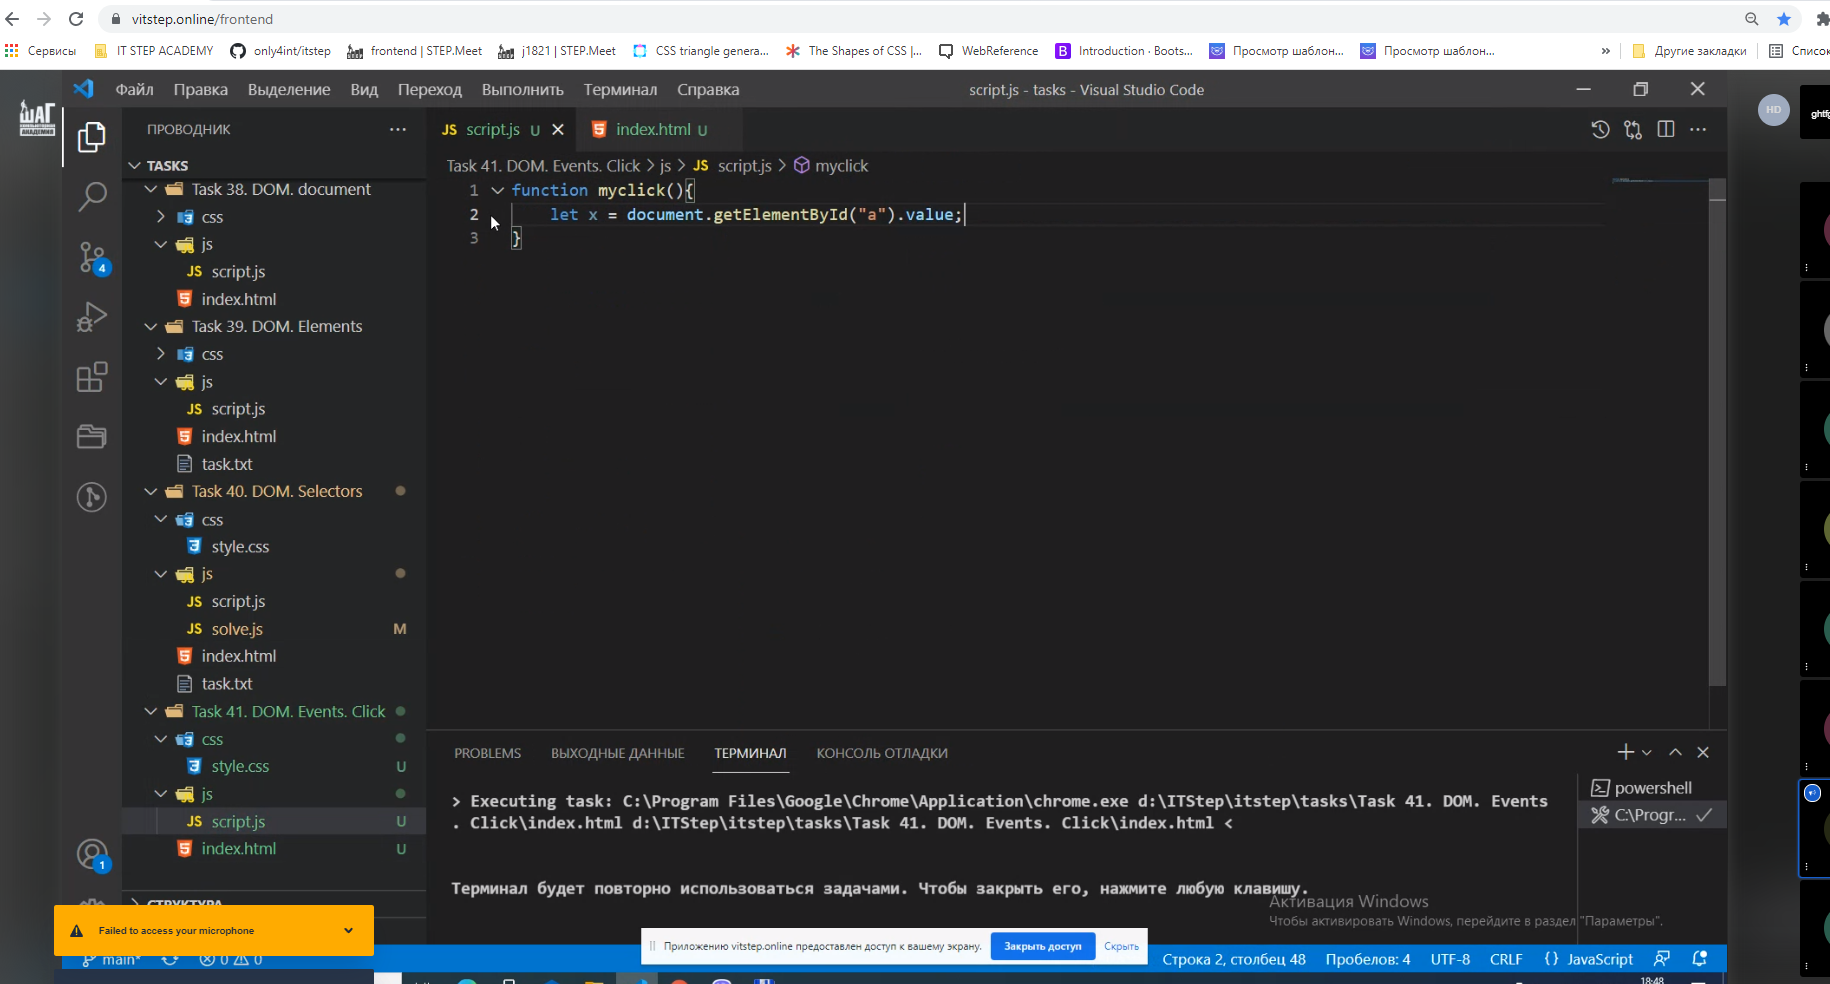 vitstep.online/frontend
Сервисы
IT STEP ACADEMY
only4int/itstep
frontend | STEP.Meet
j1821 | STEP.Meet
CSS triangle genera...
The Shapes of CSS |...
WebReference
B Introduction · Boots...
Просмотр шаблон...
Просмотр шаблон...
»
Другие закладки
ШАГ
Файл Правка Выделение Вид Переход Выполнить Терминал Справка
script.js - tasks - Visual Studio Code
HD
ПРОВОДНИК
JS script.js U
index.html U
TASKS
Task 41. DOM. Events. Click > js > JS script.js > myclick
Task 38. DOM. document
css
js
JS script.js
index.html
Task 39. DOM. Elements
css
js
JS script.js
index.html
task.txt
Task 40. DOM. Selectors
css
style.css
js
JS script.js
JS solve.js M
index.html
task.txt
Task 41. DOM. Events. Click
css
style.css U
js
JS script.js U
index.html U
СТРУКТУРА
4
1
1 function myclick(){
2 let x = document.getElementById("a").value;
3 }
PROBLEMS ВЫХОДНЫЕ ДАННЫЕ ТЕРМИНАЛ КОНСОЛЬ ОТЛАДКИ
> Executing task: C:\Program Files\Google\Chrome\Application\chrome.exe d:\ITStep\itstep\tasks\Task 41. DOM. Events
. Click\index.html d:\ITStep\itstep\tasks\Task 41. DOM. Events. Click\index.html <
Терминал будет повторно использоваться задачами. Чтобы закрыть его, нажмите любую клавишу.
powershell
C:\Progr...
Активация Windows
Чтобы активировать Windows, перейдите в раздел "Параметры".
Failed to access your microphone
Приложению vitstep.online предоставлен доступ к вашему экрану.
Закрыть доступ
Скрыть
main*
0 0
Строка 2, столбец 48 Пробелов: 4 UTF-8 CRLF {} JavaScript
18:48